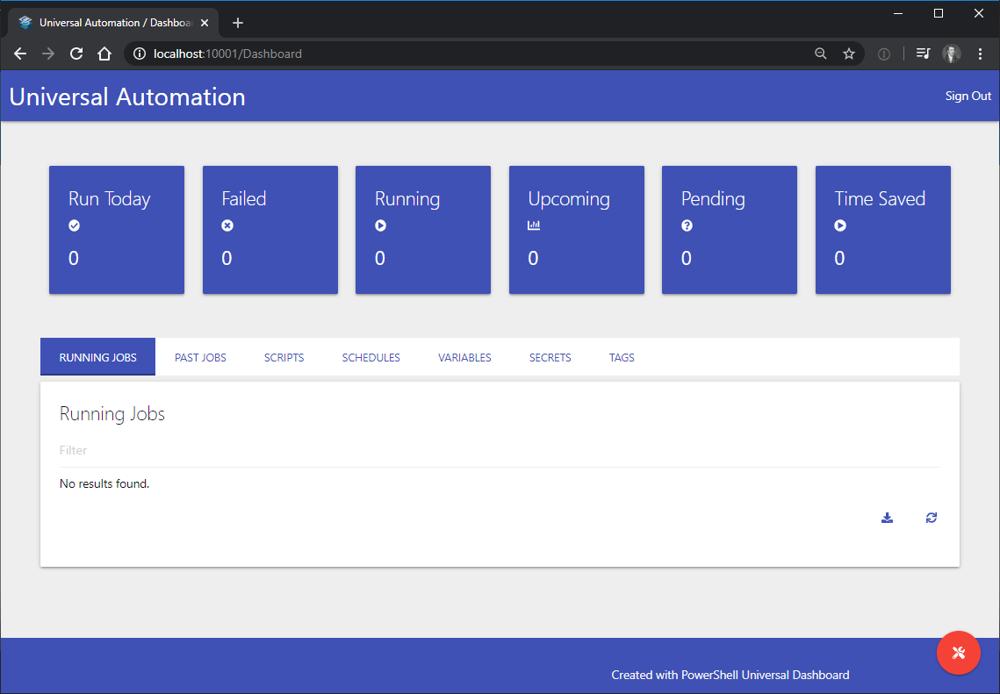 Universal Automation / Dashboa
localhost:10001/Dashboard
Universal Automation
Sign Out
Run Today
0
Failed
0
Running
0
Upcoming
0
Pending
0
Time Saved
0
RUNNING JOBS
PAST JOBS
SCRIPTS
SCHEDULES
VARIABLES
SECRETS
TAGS
Running Jobs
Filter
No results found.
Created with PowerShell Universal Dashboard